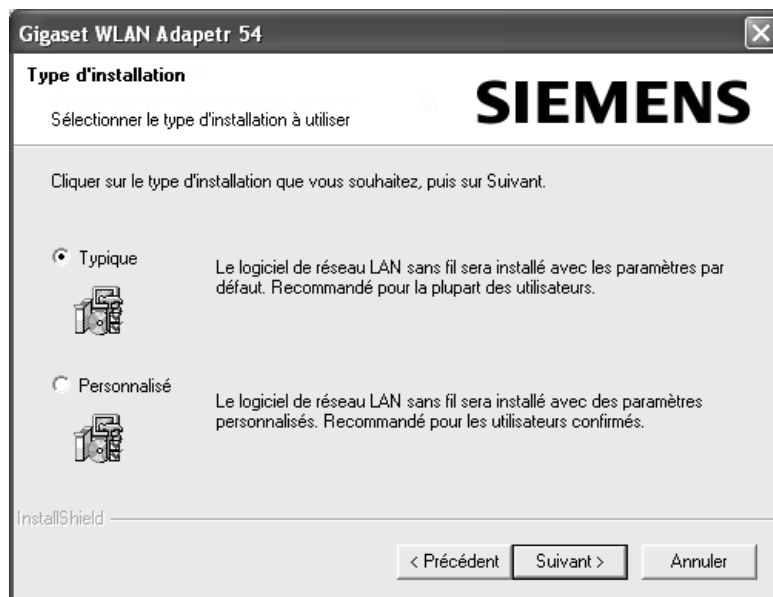 Gigaset WLAN Adapetr 54
Type d'installation
Sélectionner le type d'installation à utiliser
SIEMENS
Cliquer sur le type d'installation que vous souhaitez, puis sur Suivant.
Typique
Le logiciel de réseau LAN sans fil sera installé avec les paramètres par
défaut. Recommandé pour la plupart des utilisateurs.
Personnalisé
Le logiciel de réseau LAN sans fil sera installé avec des paramètres
personnalisés. Recommandé pour les utilisateurs confirmés.
InstallShield
< Précédent
Suivant >
Annuler